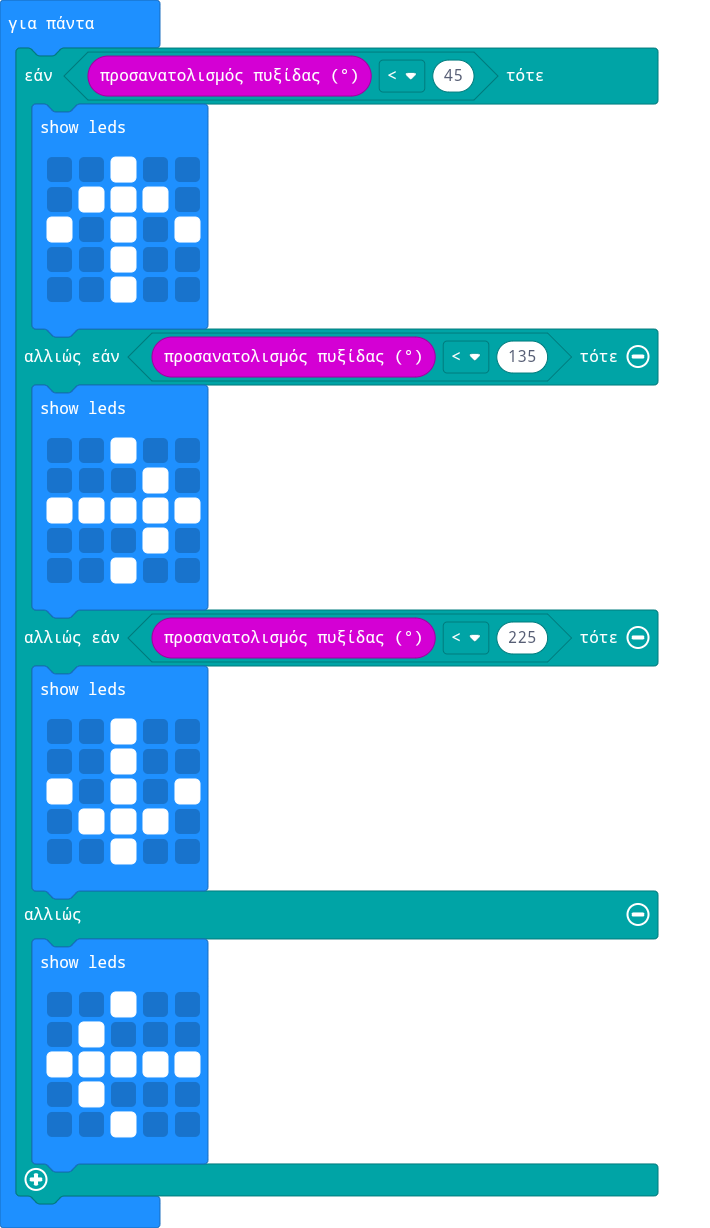 για πάντα
εάν προσανατολισμός πυξίδας (°) < 45 τότε
show leds
αλλιώς εάν προσανατολισμός πυξίδας (°) < 135 τότε
show leds
αλλιώς εάν προσανατολισμός πυξίδας (°) < 225 τότε
show leds
αλλιώς
show leds